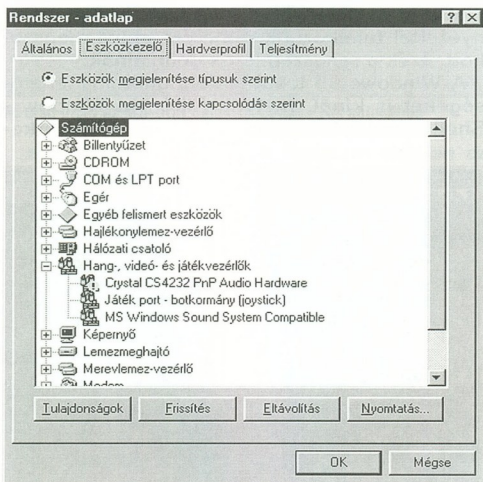 Rendszer - adatlap
Általános Eszközkezelő Hardverprofil Teljesítmény
Eszközök megjelenítése típusuk szerint
Eszközök megjelenítése kapcsolódás szerint
Számítógép
Billentyűzet
CDROM
COM és LPT port
Egér
Egyéb felismert eszközök
Hajlékonylemez-vezérlő
Hálózati csatoló
Hang-, videó- és játékvezérlők
Crystal CS4232 PnP Audio Hardware
Játék port - botkormány (joystick)
MS Windows Sound System Compatible
Képernyő
Lemezmeghajtó
Merevlemez-vezérlő
Modem
Tulajdonságok Frissítés Eltávolítás Nyomtatás...
OK Mégse